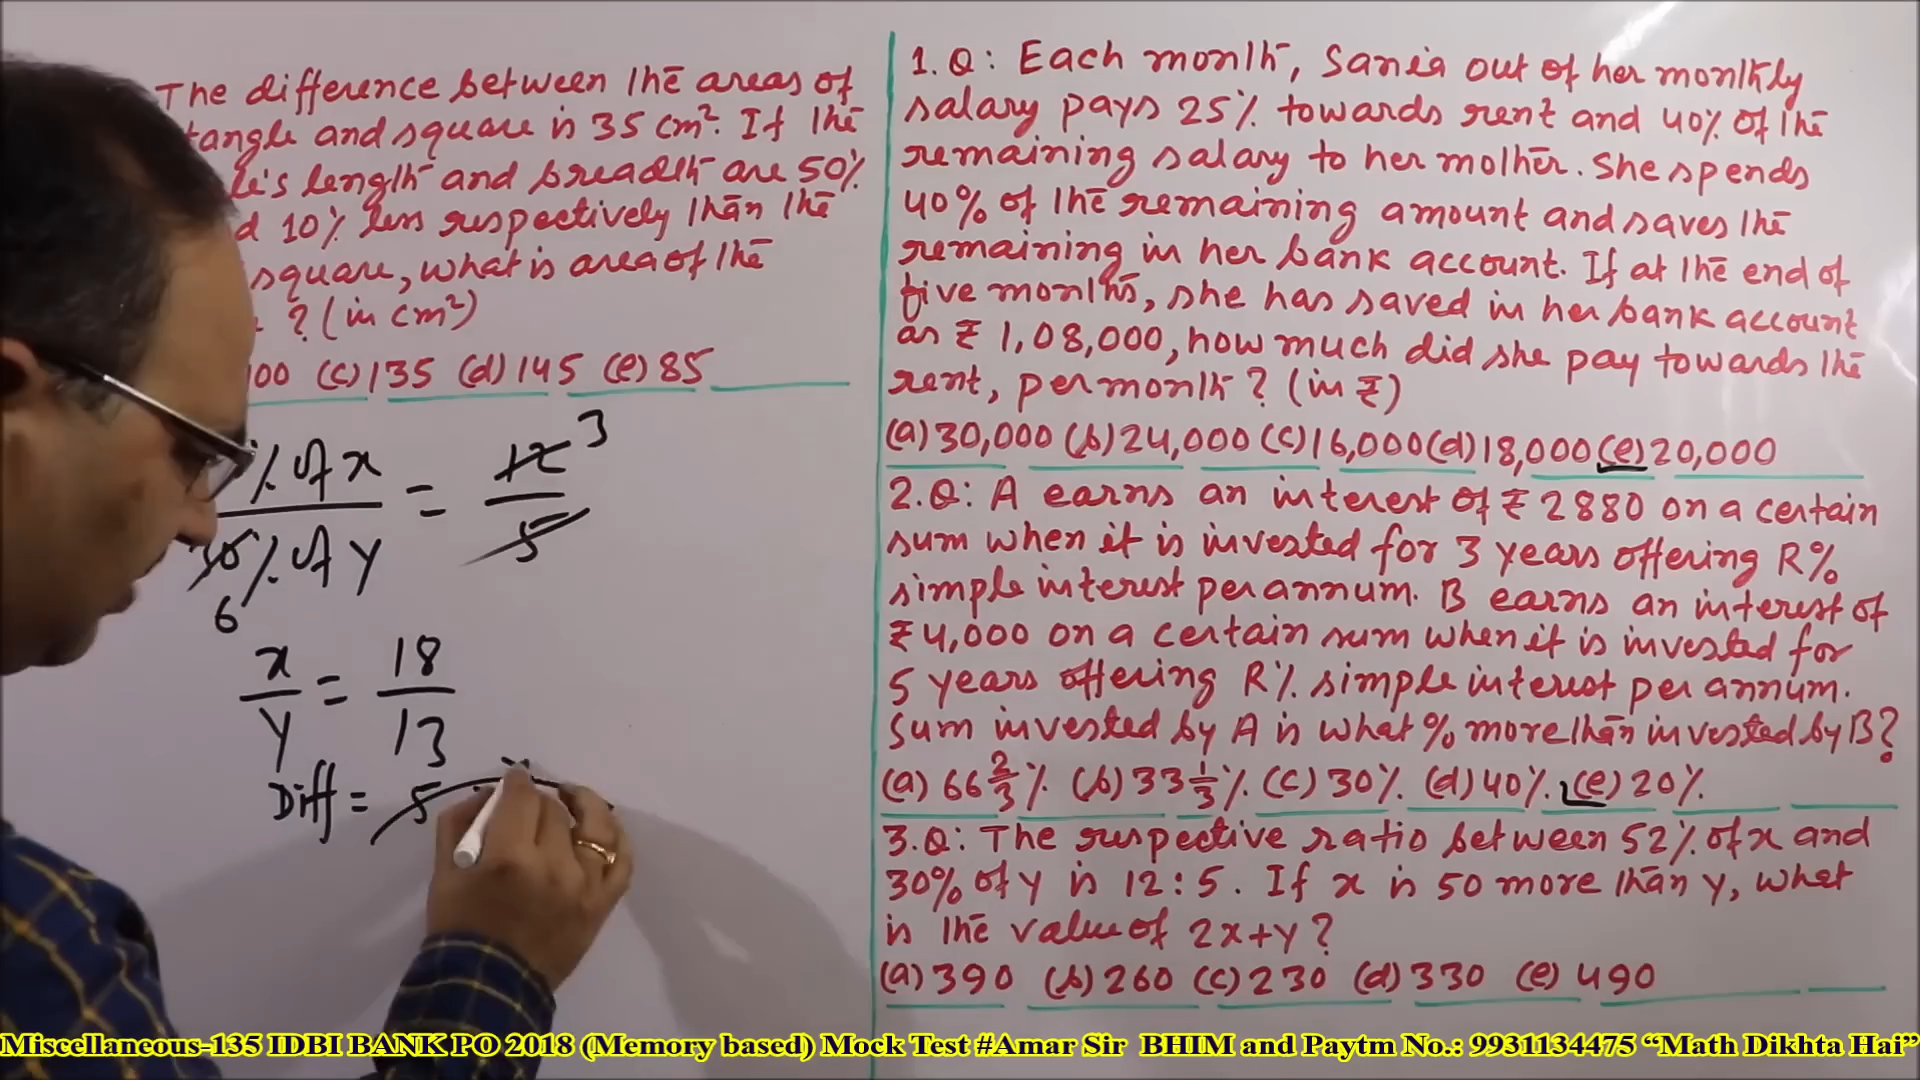 The difference between the areas of
tangle and square is 35 cm². If the
le's length and breadth are 50%
d 10% less respectively than the
square, what is area of the
? (in cm²)
100 (c) 135 (d) 145 (e) 85
% of x = 12 3
30% of y 5
6
x = 18
y 13
Diff = 5
1.Q: Each month, Sania out of her monthly
salary pays 25% towards rent and 40% of the
remaining salary to her mother. She spends
40% of the remaining amount and saves the
remaining in her bank account. If at the end of
five months, she has saved in her bank account
as ₹ 1,08,000, how much did she pay towards the
rent, per month? (in ₹)
(a) 30,000 (b) 24,000 (c) 16,000 (d) 18,000 (e) 20,000
2.Q: A earns an interest of ₹ 2880 on a certain
sum when it is invested for 3 years offering R%
simple interest per annum. B earns an interest of
₹ 4,000 on a certain sum when it is invested for
5 years offering R% simple interest per annum.
Sum invested by A is what % more than invested by B?
(a) 66 2/3% (b) 33 1/3% (c) 30% (d) 40% (e) 20%
3.Q: The respective ratio between 52% of x and
30% of y is 12:5. If x is 50 more than y, what
is the value of 2x+y?
(a) 390 (b) 260 (c) 230 (d) 330 (e) 490
Miscellaneous-135 IDBI BANK PO 2018 (Memory based) Mock Test #Amar Sir BHIM and Paytm No.: 9931134475 “Math Dikhta Hai”